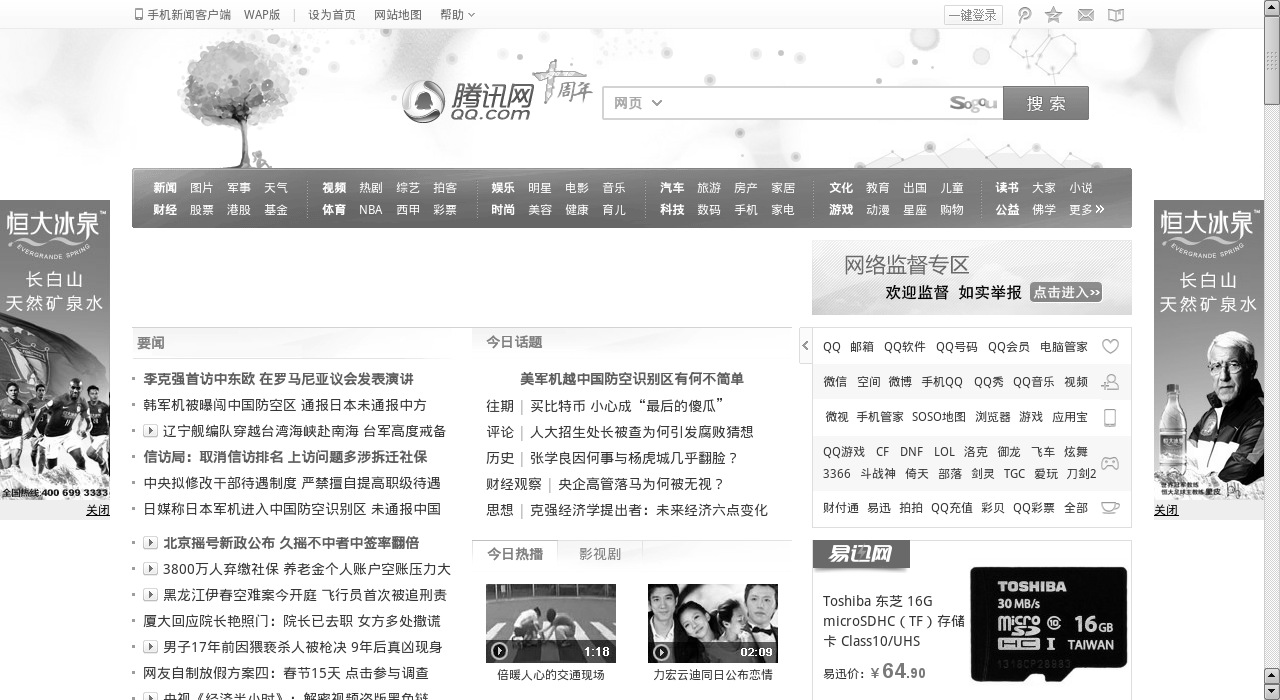 手机新闻客户端 WAP版 | 设为首页 网站地图 帮助
一键登录
腾讯网 十周年
QQ.com
网页 Sogou 搜索
新闻 图片 军事 天气 视频 热剧 综艺 拍客 娱乐 明星 电影 音乐 汽车 旅游 房产 家居 文化 教育 出国 儿童 读书 大家 小说
财经 股票 港股 基金 体育 NBA 西甲 彩票 时尚 美容 健康 育儿 科技 数码 手机 家电 游戏 动漫 星座 购物 公益 佛学 更多
恒大冰泉™
EVERGRANDE SPRING
长白山
天然矿泉水
全国热线 400 699 3333
关闭
网络监督专区
欢迎监督 如实举报 点击进入>>
要闻
李克强首访中东欧 在罗马尼亚议会发表演讲
韩军机被曝闯中国防空区 通报日本未通报中方
辽宁舰编队穿越台湾海峡赴南海 台军高度戒备
信访局：取消信访排名 上访问题多涉拆迁社保
中央拟修改干部待遇制度 严禁擅自提高职级待遇
日媒称日本军机进入中国防空识别区 未通报中国
北京摇号新政公布 久摇不中者中签率翻倍
3800万人弃缴社保 养老金个人账户空账压力大
黑龙江伊春空难案今开庭 飞行员首次被追刑责
厦大回应院长艳照门：院长已去职 女方多处撒谎
男子17年前因猥亵杀人被枪决 9年后真凶现身
网友自制放假方案四：春节15天 点击参与调查
央视《经济半小时》：解密视频盗版黑色链
今日话题
美军机越中国防空识别区有何不简单
往期 | 买比特币 小心成“最后的傻瓜”
评论 | 人大招生处长被查为何引发腐败猜想
历史 | 张学良因何事与杨虎城几乎翻脸？
财经观察 | 央企高管落马为何被无视？
思想 | 克强经济学提出者：未来经济六点变化
今日热播 影视剧
1:18
倍暖人心的交通现场
02:09
力宏云迪同日公布恋情
QQ 邮箱 QQ软件 QQ号码 QQ会员 电脑管家
微信 空间 微博 手机QQ QQ秀 QQ音乐 视频
微视 手机管家 SOSO地图 浏览器 游戏 应用宝
QQ游戏 CF DNF LOL 洛克 御龙 飞车 炫舞
3366 斗战神 倚天 部落 剑灵 TGC 爱玩 刀剑2
财付通 易迅 拍拍 QQ充值 彩贝 QQ彩票 全部
易迅网
Toshiba 东芝 16G
microSDHC（TF）存储
卡 Class10/UHS
易迅价：￥64.90
TOSHIBA
30 MB/s
micro SD HC I
16GB
TAIWAN
恒大冰泉™
EVERGRANDE SPRING
长白山
天然矿泉水
世界冠军教练
恒大足球主教练 里皮
关闭